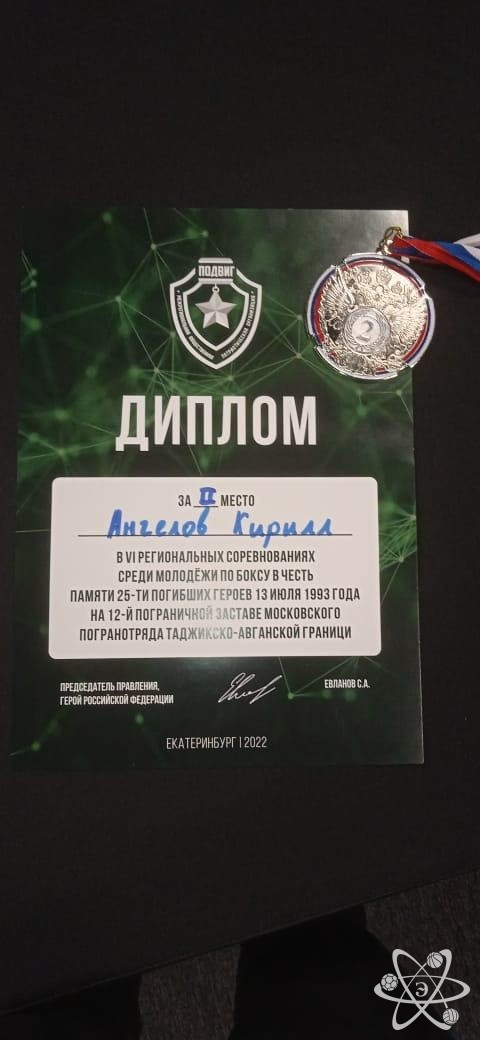 ПОДВИГ
2
ДИПЛОМ
ЗА II МЕСТО
Ангелов Кирилл
В VI РЕГИОНАЛЬНЫХ СОРЕВНОВАНИЯХ
СРЕДИ МОЛОДЁЖИ ПО БОКСУ В ЧЕСТЬ
ПАМЯТИ 25-ТИ ПОГИБШИХ ГЕРОЕВ 13 ИЮЛЯ 1993 ГОДА
НА 12-Й ПОГРАНИЧНОЙ ЗАСТАВЕ МОСКОВСКОГО
ПОГРАНОТРЯДА ТАДЖИКСКО-АВГАНСКОЙ ГРАНИЦИ
ПРЕДСЕДАТЕЛЬ ПРАВЛЕНИЯ,
ГЕРОЙ РОССИЙСКОЙ ФЕДЕРАЦИИ
ЕВЛАНОВ С.А.
ЕКАТЕРИНБУРГ | 2022
Э